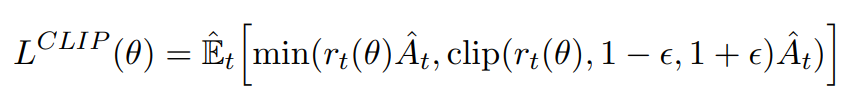 L^{CLIP}(θ) = Ê_t[min(r_t(θ)Â_t, clip(r_t(θ), 1 − ϵ, 1 + ϵ)Â_t)]